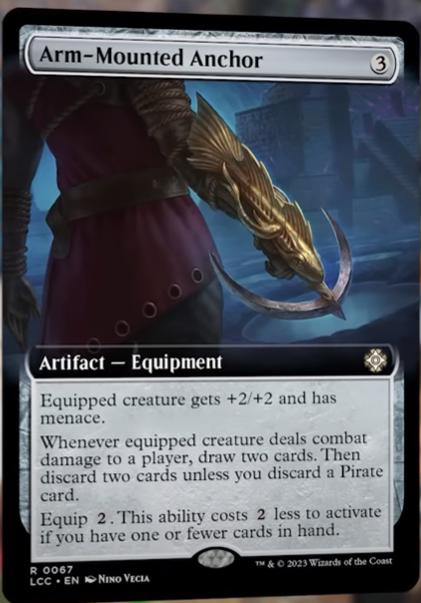 Arm-Mounted Anchor 3
Artifact — Equipment
Equipped creature gets +2/+2 and has
menace.
Whenever equipped creature deals combat
damage to a player, draw two cards. Then
discard two cards unless you discard a Pirate
card.
Equip 2. This ability costs 2 less to activate
if you have one or fewer cards in hand.
R 0067
LCC • EN Nino Vecia
™ & © 2023 Wizards of the Coast